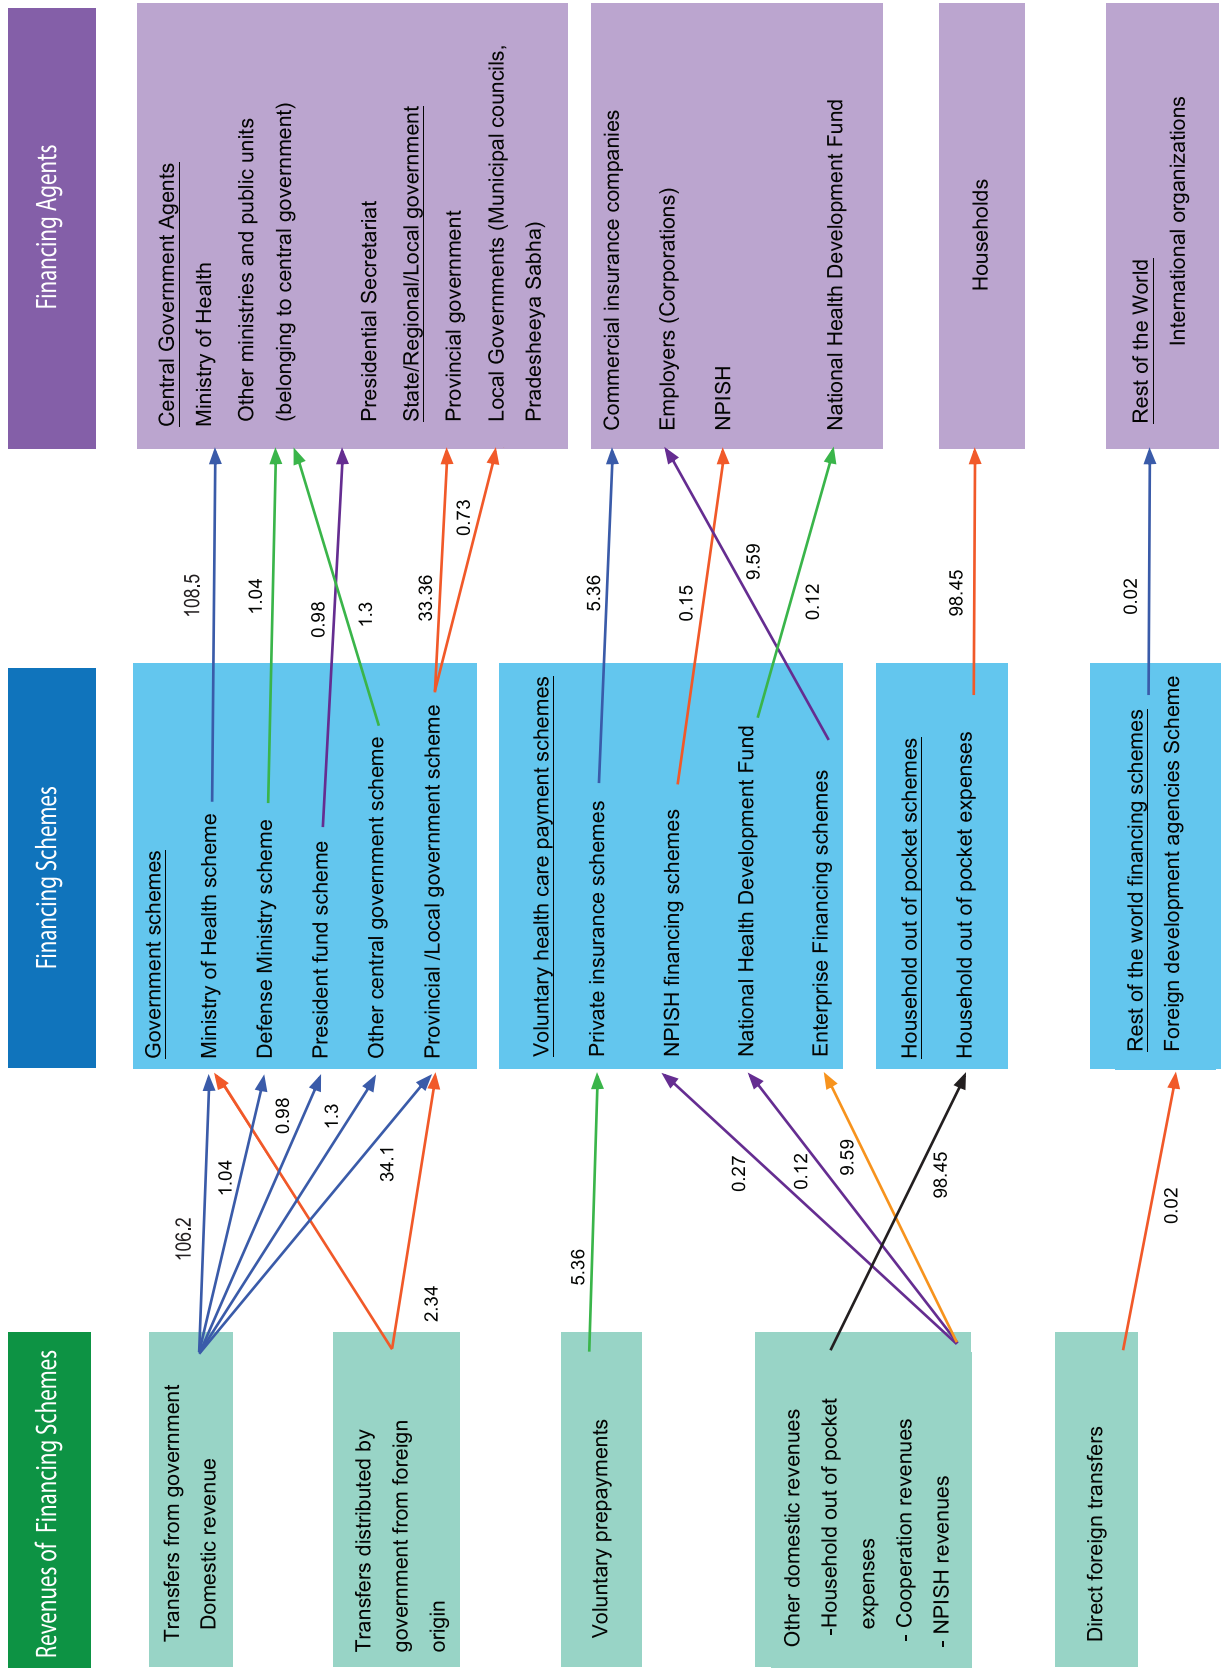 Revenues of Financing Schemes
Transfers from government
Domestic revenue
Transfers distributed by
government from foreign
origin
Voluntary prepayments
Other domestic revenues
-Household out of pocket
expenses
- Cooperation revenues
- NPISH revenues
Direct foreign transfers
106.2
1.04
0.98
1.3
34.1
2.34
5.36
0.27
0.12
9.59
98.45
0.02
Financing Schemes
Government schemes
Ministry of Health scheme
Defense Ministry scheme
President fund scheme
Other central government scheme
Provincial /Local government scheme
Voluntary health care payment schemes
Private insurance schemes
NPISH financing schemes
National Health Development Fund
Enterprise Financing schemes
Household out of pocket schemes
Household out of pocket expenses
Rest of the world financing schemes
Foreign development agencies Scheme
108.5
1.04
0.98
1.3
33.36
0.73
5.36
0.15
9.59
0.12
98.45
0.02
Financing Agents
Central Government Agents
Ministry of Health
Other ministries and public units
(belonging to central government)
Presidential Secretariat
State/Regional/Local government
Provincial government
Local Governments (Municipal councils,
Pradesheeya Sabha)
Commercial insurance companies
Employers (Corporations)
NPISH
National Health Development Fund
Households
Rest of the World
International organizations